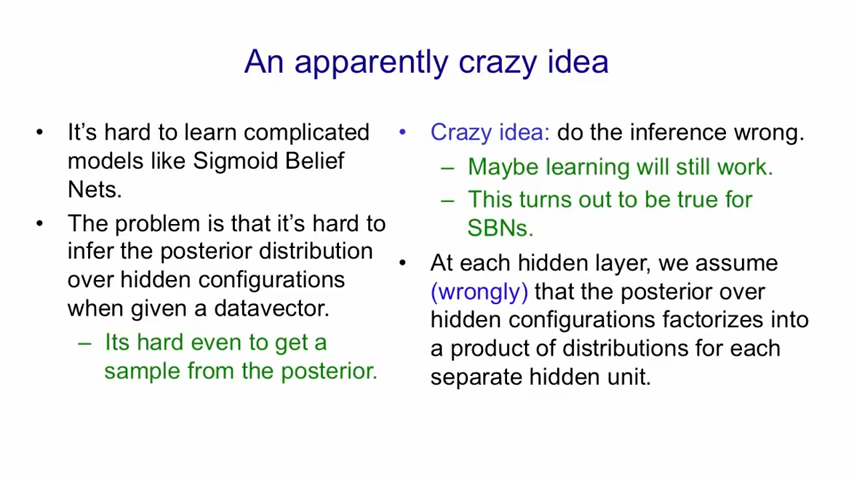 An apparently crazy idea
• It's hard to learn complicated
models like Sigmoid Belief
Nets.
• The problem is that it's hard to
infer the posterior distribution
over hidden configurations
when given a datavector.
– Its hard even to get a
sample from the posterior.
• Crazy idea: do the inference wrong.
– Maybe learning will still work.
– This turns out to be true for
SBNs.
• At each hidden layer, we assume
(wrongly) that the posterior over
hidden configurations factorizes into
a product of distributions for each
separate hidden unit.